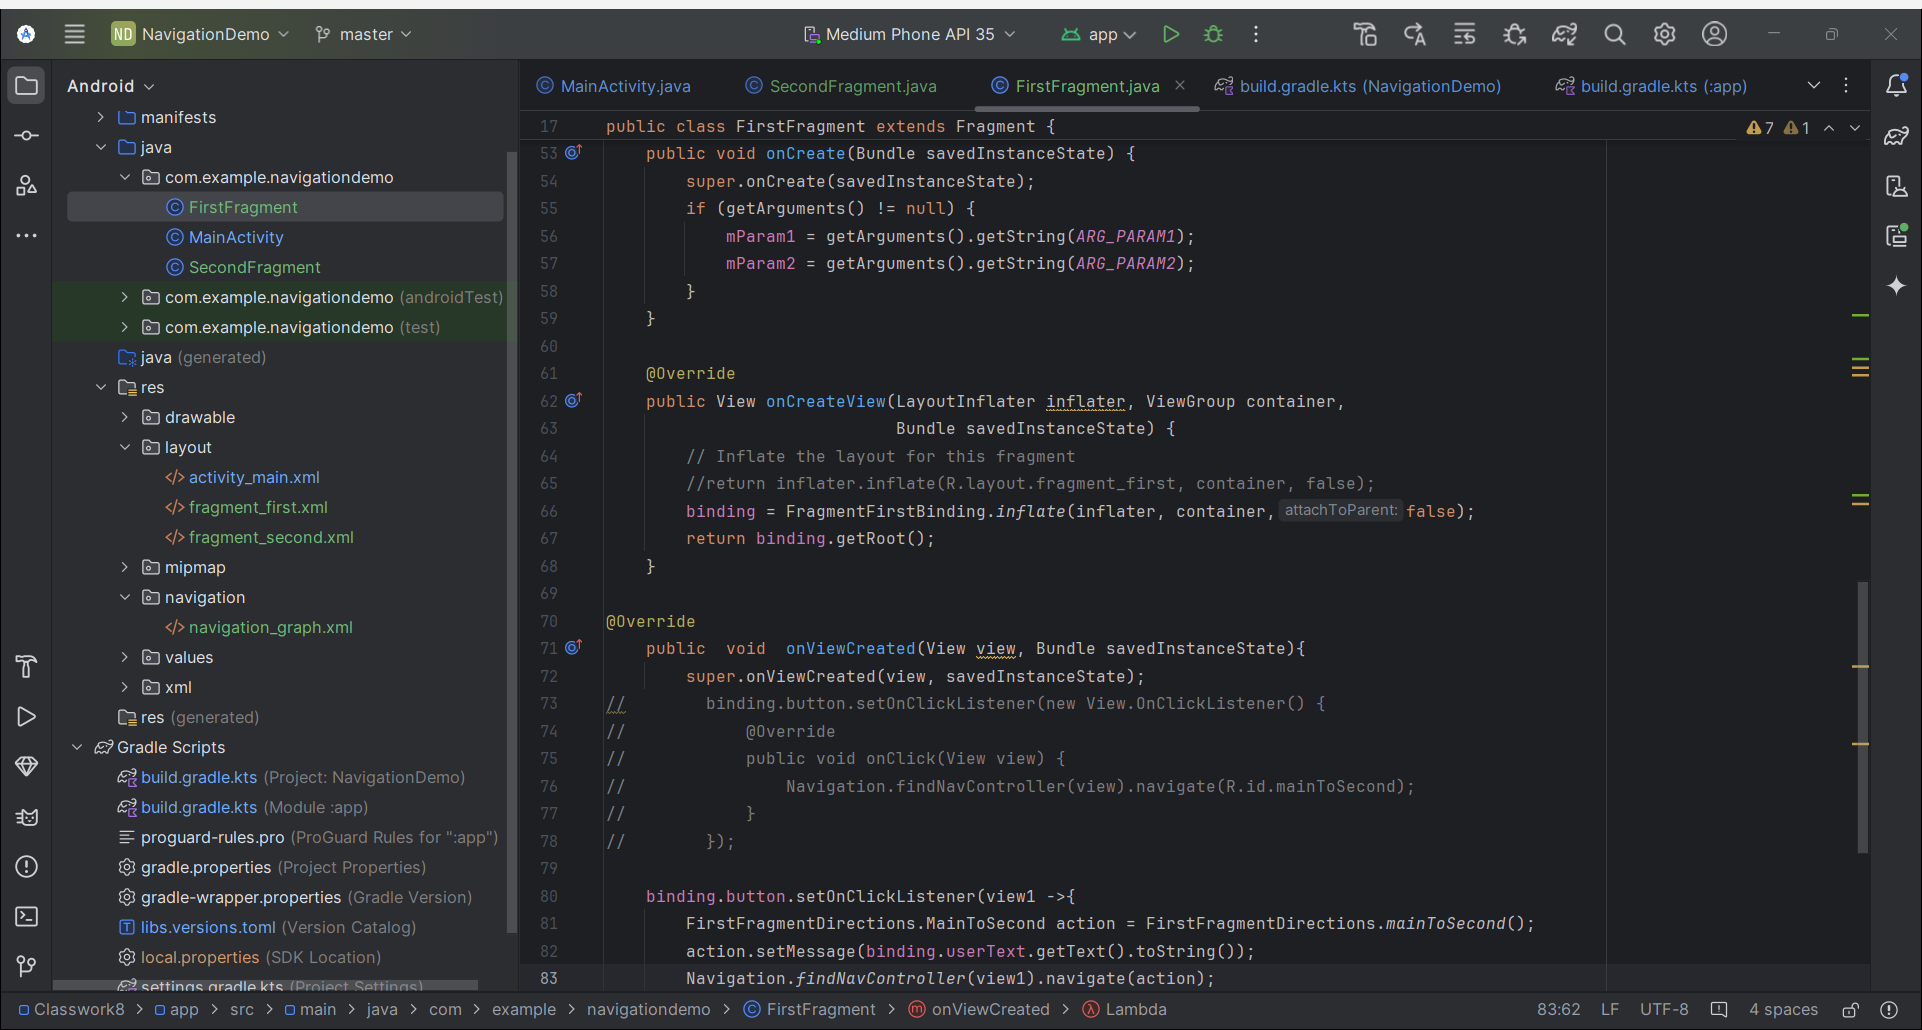 ND NavigationDemo master Medium Phone API 35 app
Android
manifests
java
com.example.navigationdemo
FirstFragment
MainActivity
SecondFragment
com.example.navigationdemo (androidTest)
com.example.navigationdemo (test)
java (generated)
res
drawable
layout
activity_main.xml
fragment_first.xml
fragment_second.xml
mipmap
navigation
navigation_graph.xml
values
xml
res (generated)
Gradle Scripts
build.gradle.kts (Project: NavigationDemo)
build.gradle.kts (Module :app)
proguard-rules.pro (ProGuard Rules for ":app")
gradle.properties (Project Properties)
gradle-wrapper.properties (Gradle Version)
libs.versions.toml (Version Catalog)
local.properties (SDK Location)
settings.gradle.kts (Project Settings)
MainActivity.java SecondFragment.java FirstFragment.java build.gradle.kts (NavigationDemo) build.gradle.kts (:app)
17 public class FirstFragment extends Fragment { 7 1
53 public void onCreate(Bundle savedInstanceState) {
54 super.onCreate(savedInstanceState);
55 if (getArguments() != null) {
56 mParam1 = getArguments().getString(ARG_PARAM1);
57 mParam2 = getArguments().getString(ARG_PARAM2);
58 }
59 }
60
61 @Override
62 public View onCreateView(LayoutInflater inflater, ViewGroup container,
63 Bundle savedInstanceState) {
64 // Inflate the layout for this fragment
65 //return inflater.inflate(R.layout.fragment_first, container, false);
66 binding = FragmentFirstBinding.inflate(inflater, container, attachToParent: false);
67 return binding.getRoot();
68 }
69
70 @Override
71 public void onViewCreated(View view, Bundle savedInstanceState){
72 super.onViewCreated(view, savedInstanceState);
73 // binding.button.setOnClickListener(new View.OnClickListener() {
74 // @Override
75 // public void onClick(View view) {
76 // Navigation.findNavController(view).navigate(R.id.mainToSecond);
77 // }
78 // });
79
80 binding.button.setOnClickListener(view1 ->{
81 FirstFragmentDirections.MainToSecond action = FirstFragmentDirections.mainToSecond();
82 action.setMessage(binding.userText.getText().toString());
83 Navigation.findNavController(view1).navigate(action);
Classwork8 > app > src > main > java > com > example > navigationdemo > FirstFragment > onViewCreated > Lambda 83:62 LF UTF-8 4 spaces